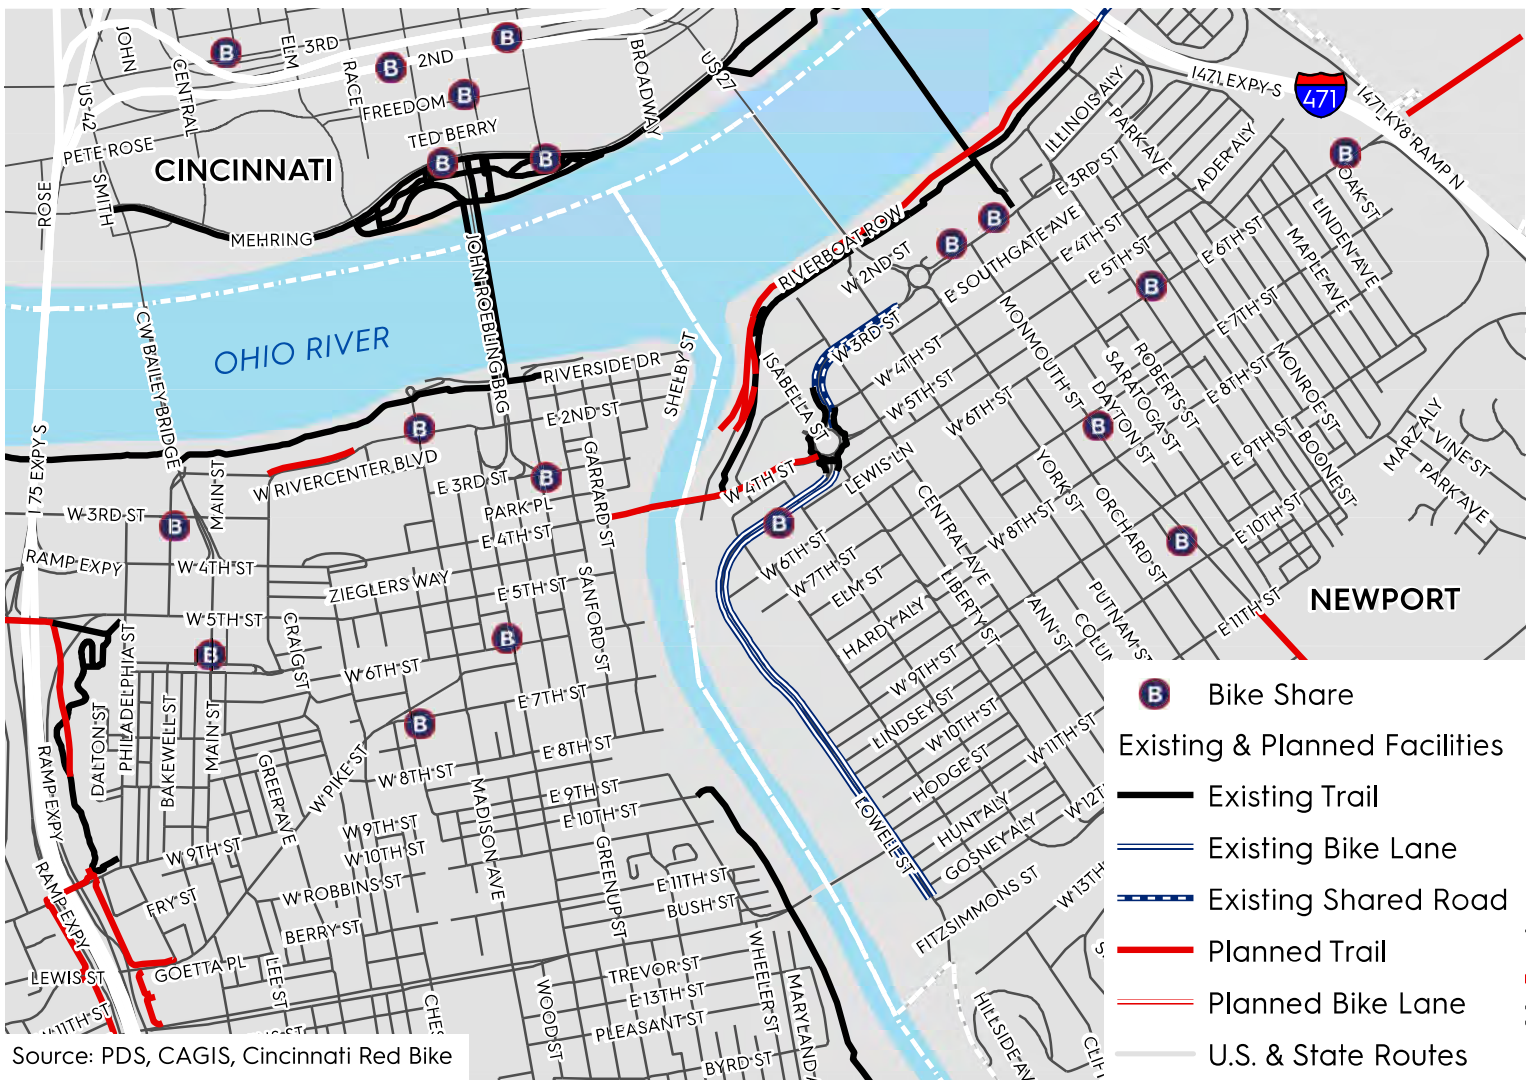 JOHN
ELM
3RD
B
B
2ND
B
BROADWAY
US 27
I 471 EXPY S
471
I 471 KY8 RAMP N
US 42
CENTRAL
RACE
FREEDOM
B
TED BERRY
B
B
PETE ROSE
CINCINNATI
ROSE
SMITH
MEHRING
JOHN ROEBLING BRG
ILLINOIS ALY
PARK AVE
ADER ALY
E 3RD ST
B
OAK ST
LINDEN AVE
MAPLE AVE
RIVERBOAT ROW
W 2ND ST
B
B
E SOUTHGATE AVE
E 4TH ST
E 5TH ST
E 6TH ST
B
E 7TH ST
CW BAILEY BRIDGE
OHIO RIVER
SHELBY ST
RIVERSIDE DR
E 2ND ST
ISABELLA ST
W 3RD ST
W 4TH ST
W 5TH ST
W 6TH ST
MONMOUTH ST
SARATOGA ST
ROBERTS ST
DAYTON ST
MONROE ST
E 8TH ST
B
E 9TH ST
BOONE ST
MARZ ALY
VINE ST
PARK AVE
I 75 EXPY S
B
W RIVERCENTER BLVD
MAIN ST
E 3RD ST
B
GARRARD ST
PARK PL
E 4TH ST
W 4TH ST
LEWIS LN
YORK ST
ORCHARD ST
CENTRAL AVE
W 8TH ST
E 10TH ST
B
W 3RD ST
B
RAMP EXPY
W 4TH ST
ZIEGLERS WAY
E 5TH ST
SANFORD ST
B
W 6TH ST
W 7TH ST
ELM ST
HARDY ALY
LIBERTY ST
ANN ST
PUTNAM ST
E 11TH ST
NEWPORT
W 5TH ST
CRAIG ST
B
B
W 6TH ST
E 7TH ST
PHILADELPHIA ST
DALTON ST
BAKEWELL ST
MAIN ST
B
E 8TH ST
W 9TH ST
LINDSEY ST
W 10TH ST
W 11TH ST
HODGE ST
RAMP EXPY
GREER AVE
W PIKE ST
W 8TH ST
MADISON AVE
E 9TH ST
E 10TH ST
W 9TH ST
W 10TH ST
LOWELL ST
HUNT ALY
GOSNEY ALY
FITZSIMMONS ST
W 9TH ST
RAMP EXPY
FRY ST
W ROBBINS ST
BERRY ST
GREENUP ST
E 11TH ST
BUSH ST
LEWIS ST
GOETTA PL
LEE ST
WOOD ST
TREVOR ST
E 13TH ST
PLEASANT ST
BYRD ST
WHEELER ST
MARYLAND
HILLSIDE AV
W 11TH ST
B Bike Share
Existing & Planned Facilities
Existing Trail
Existing Bike Lane
Existing Shared Road
Planned Trail
Planned Bike Lane
U.S. & State Routes
Source: PDS, CAGIS, Cincinnati Red Bike